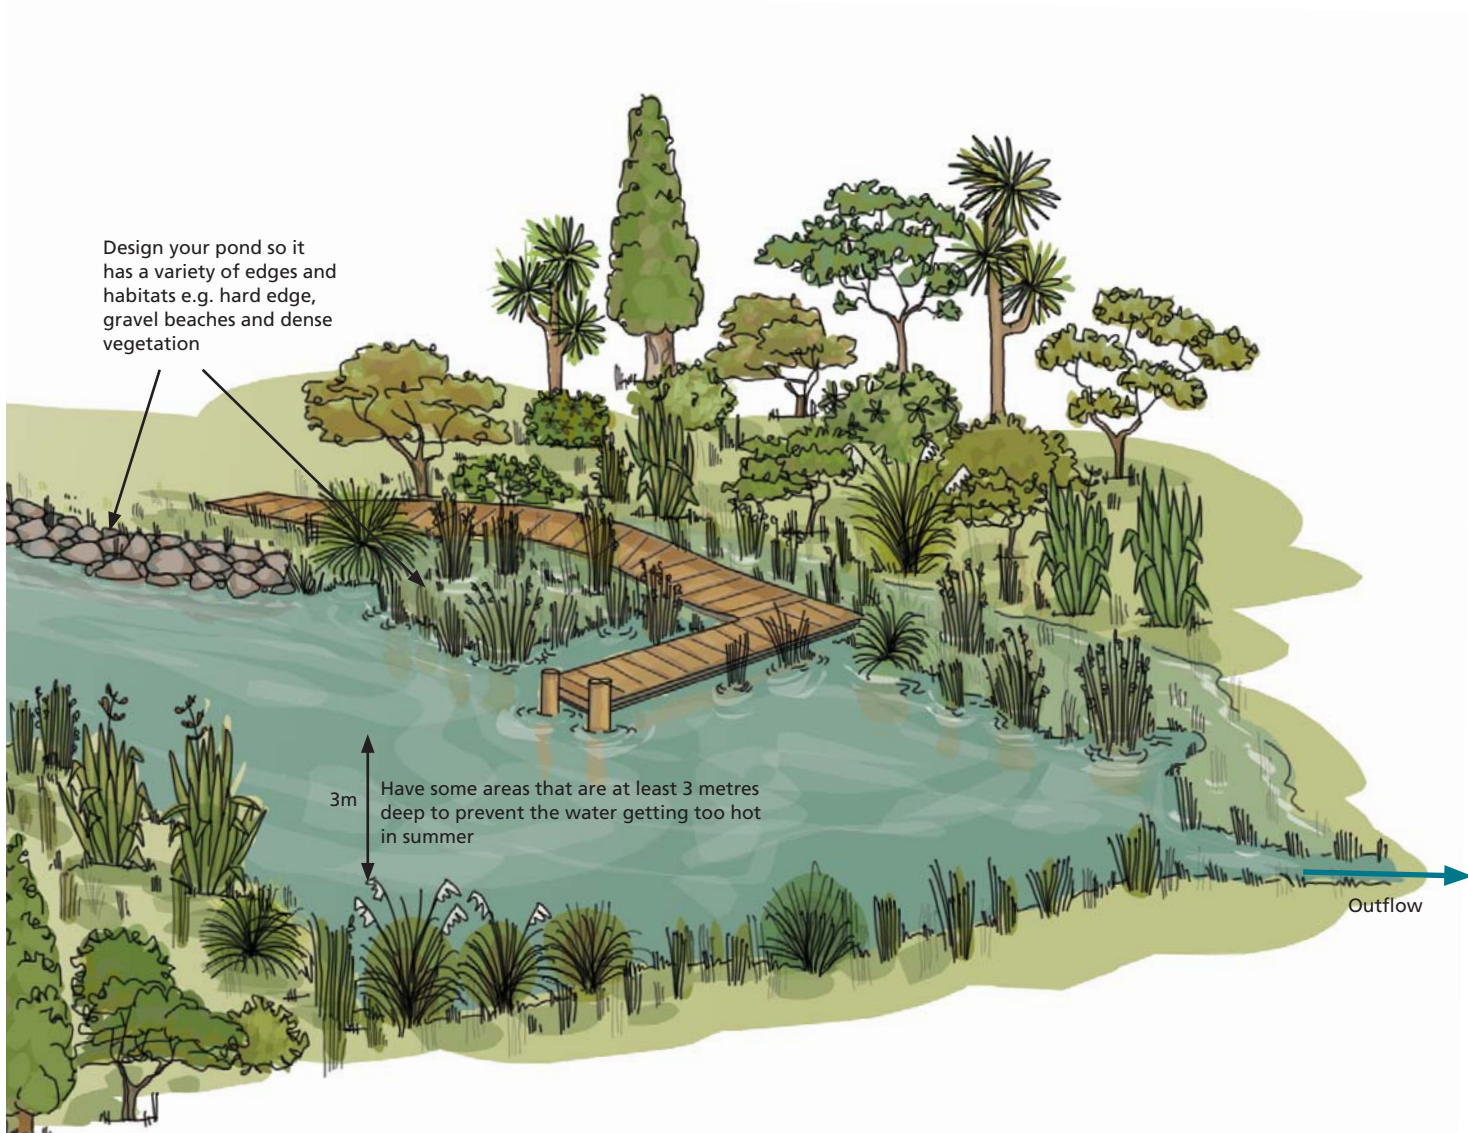 Design your pond so it
has a variety of edges and
habitats e.g. hard edge,
gravel beaches and dense
vegetation
3m
Have some areas that are at least 3 metres
deep to prevent the water getting too hot
in summer
Outflow